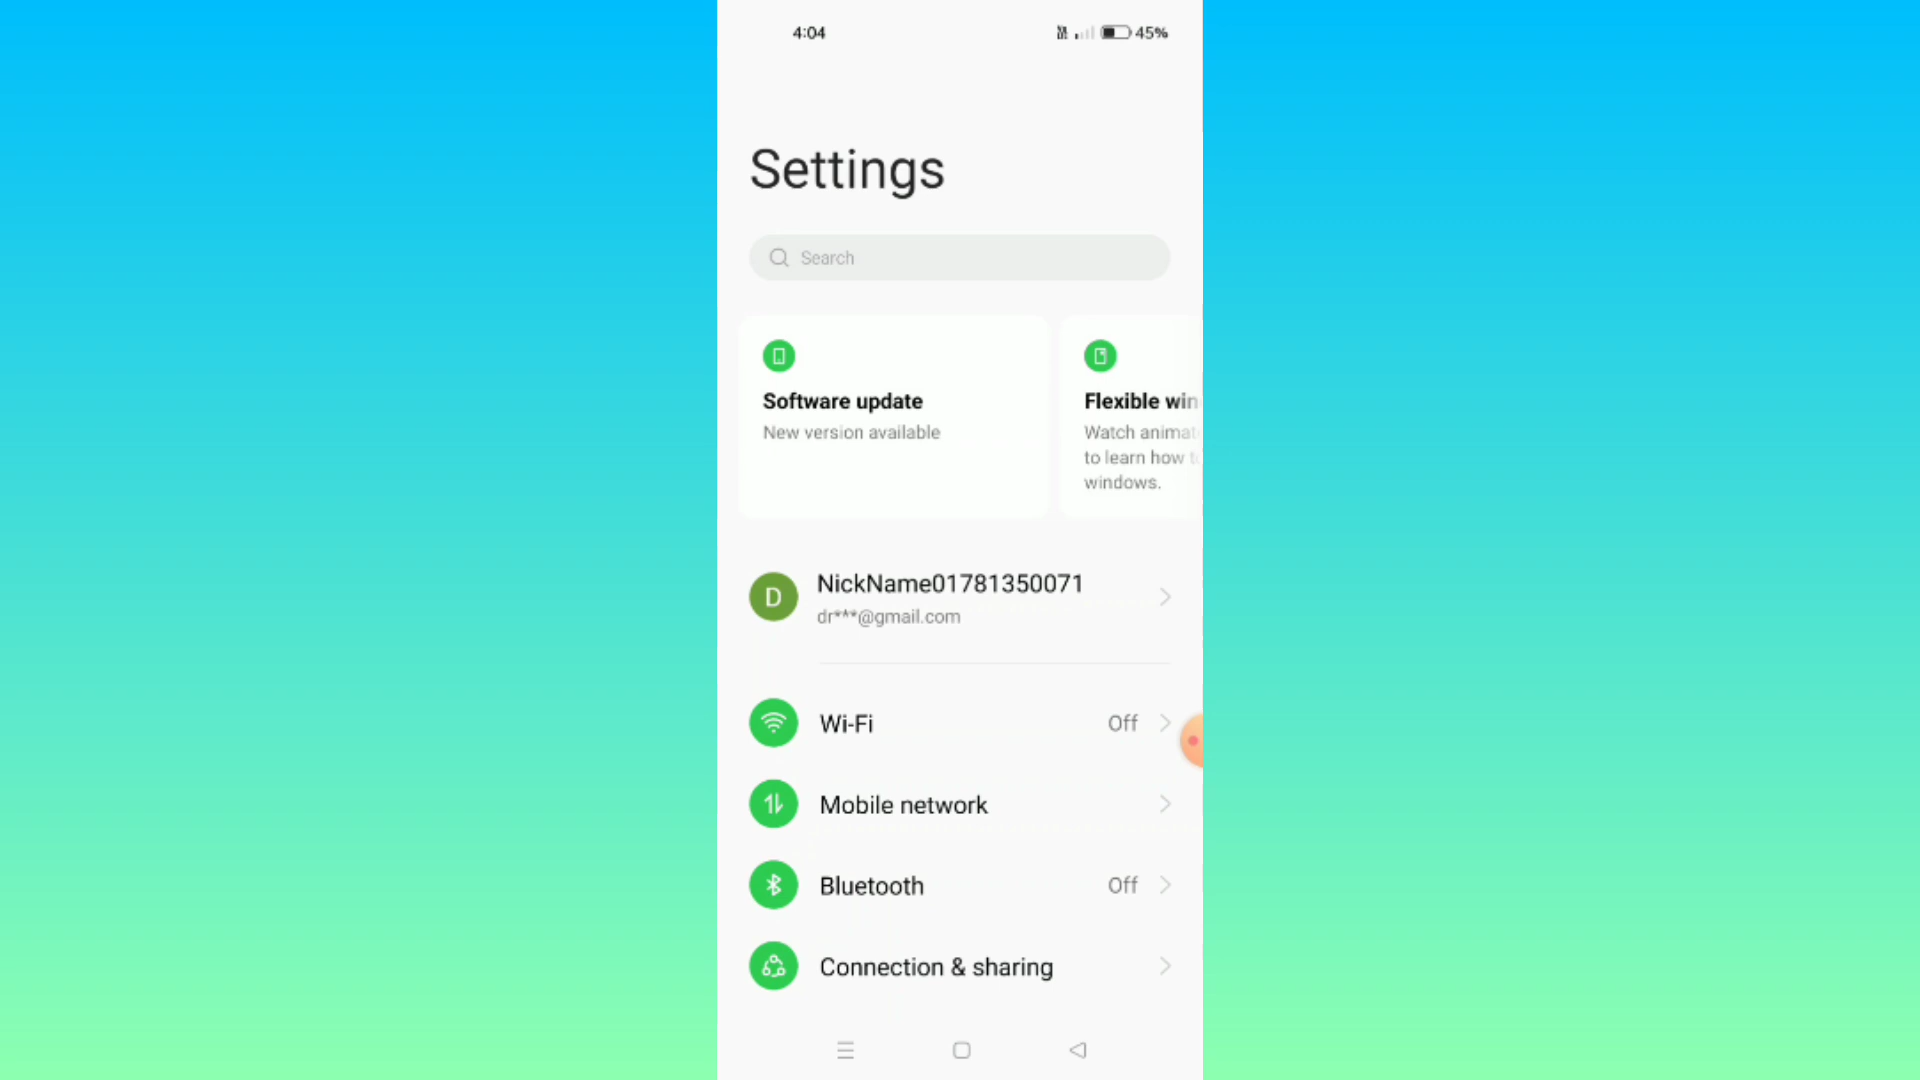 4:04
45%
Settings
Search
Software update
New version available
Flexible win
Watch animat
to learn how t
windows.
D
NickName01781350071
dr***@gmail.com
Wi-Fi
Off
Mobile network
Bluetooth
Off
Connection & sharing